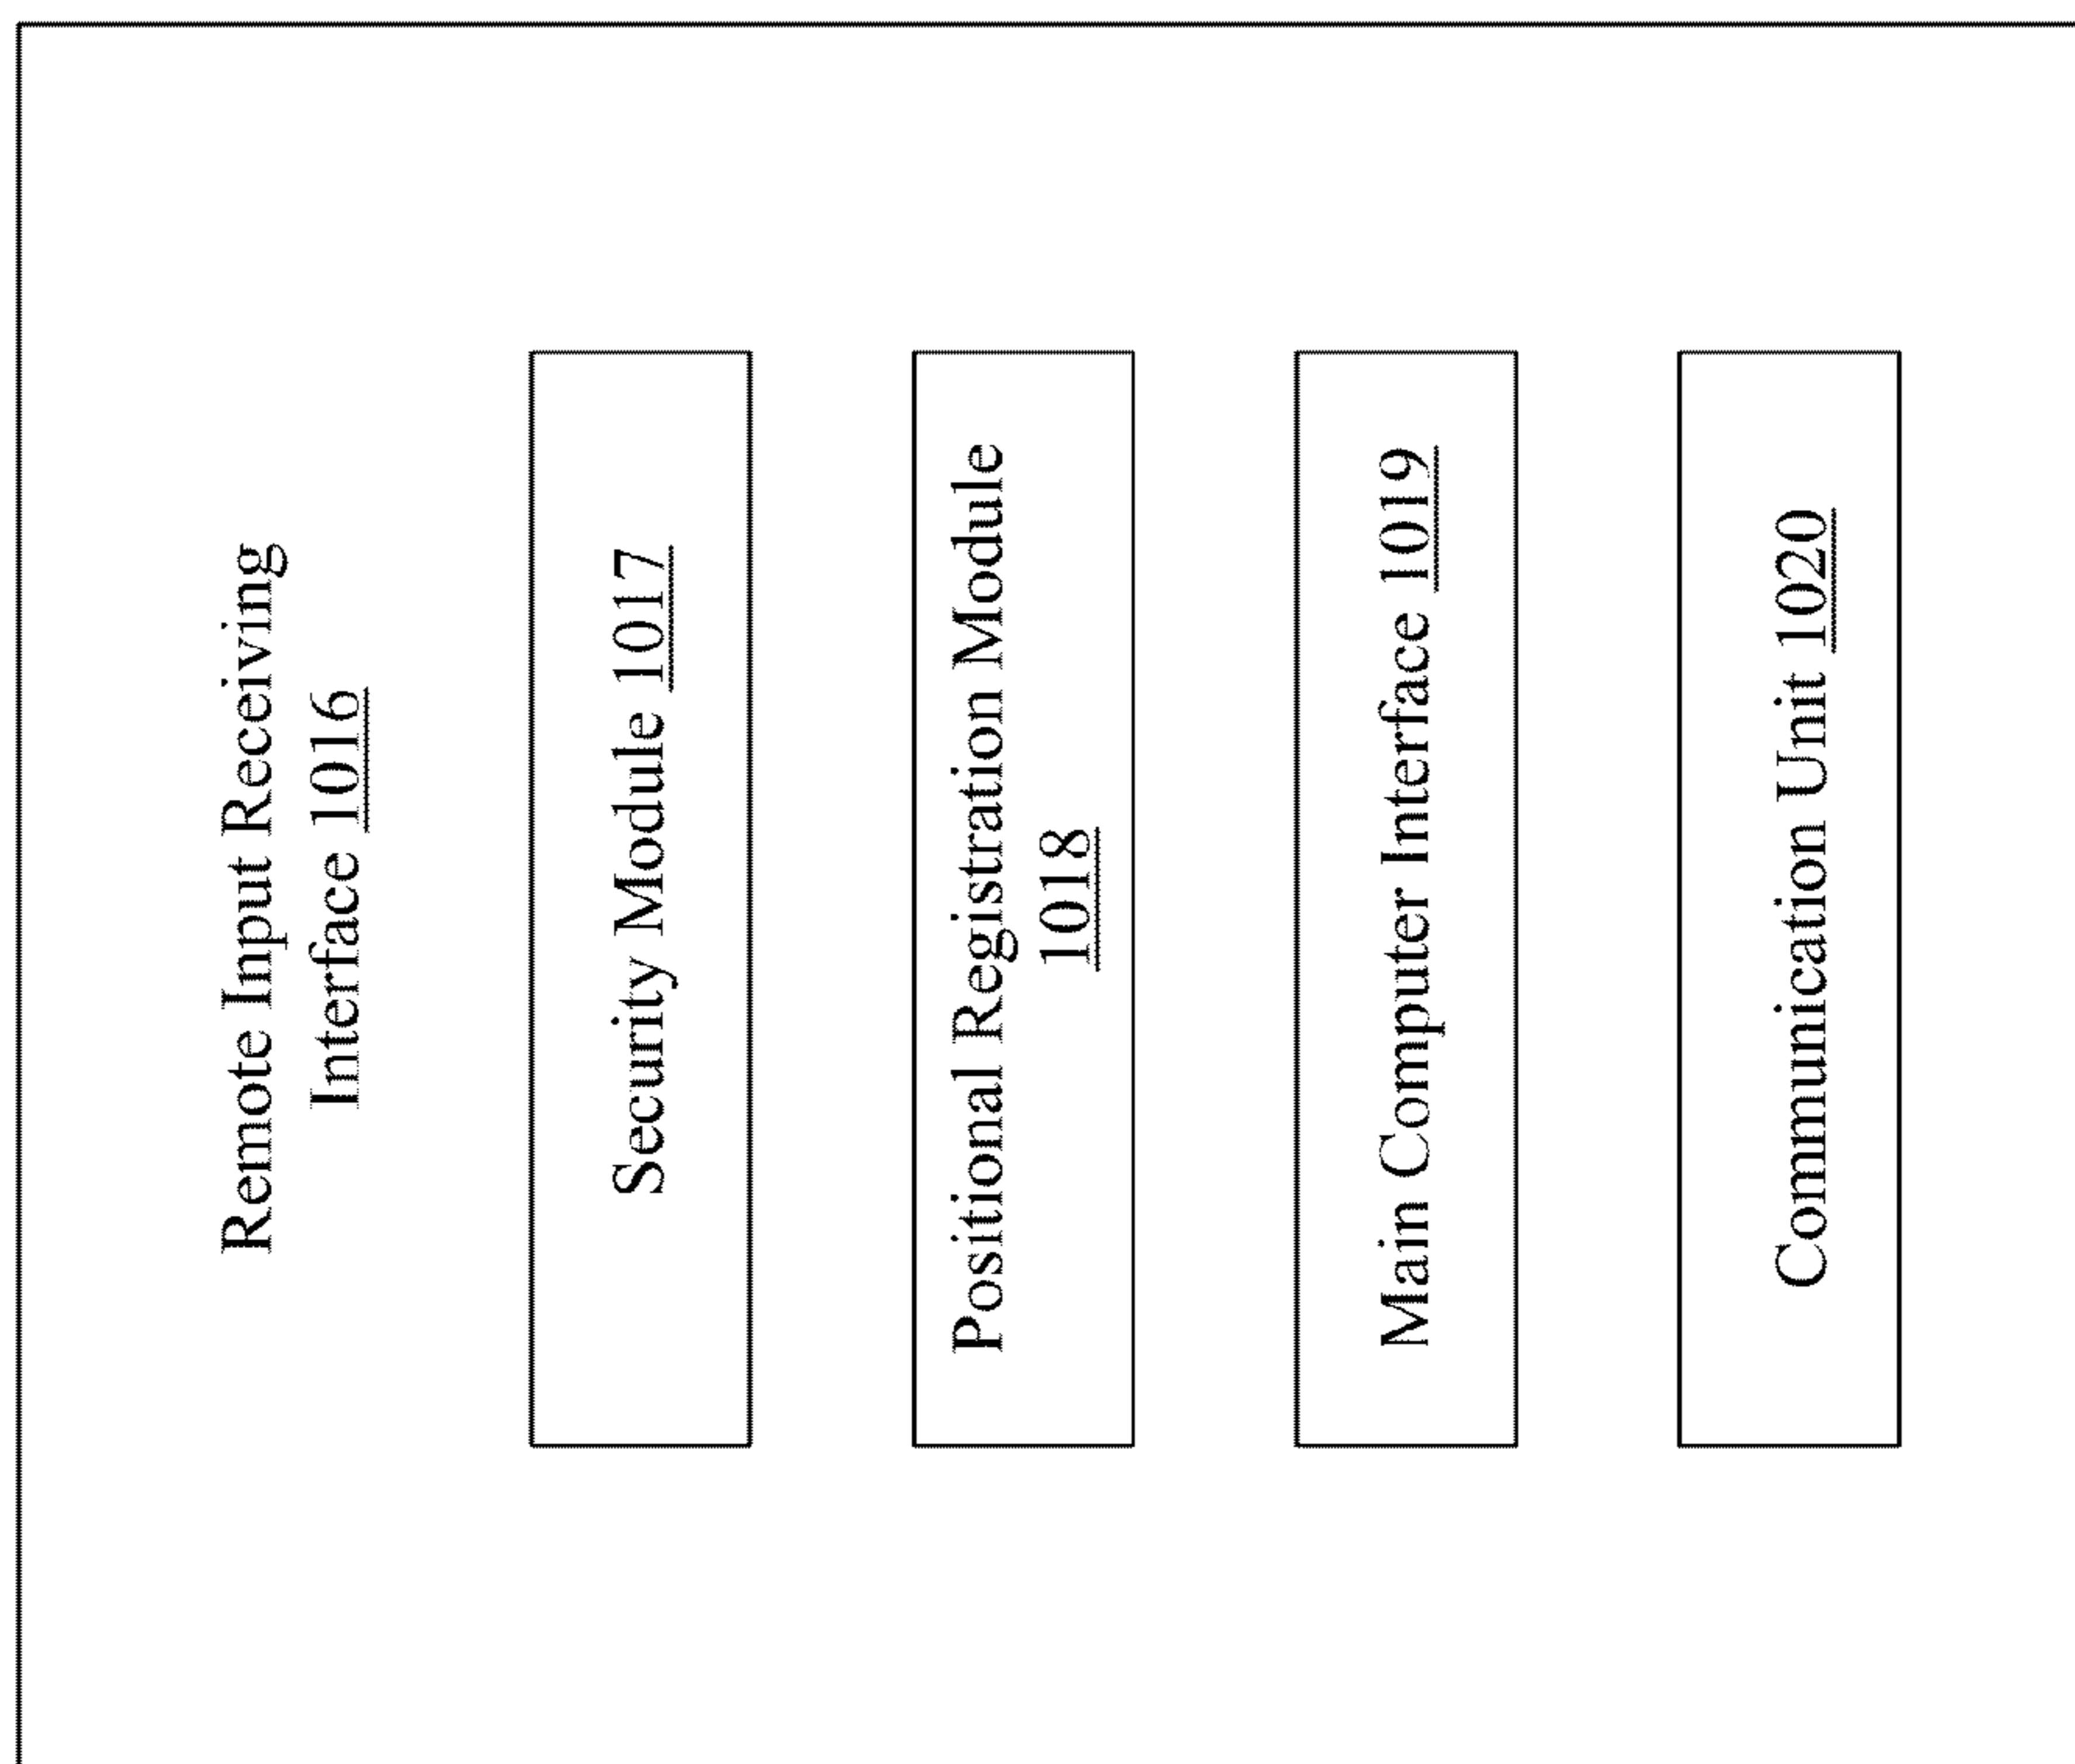 Remote Input Receiving
Interface 1016
Security Module 1017
Positional Registration Module
1018
Main Computer Interface 1019
Communication Unit 1020